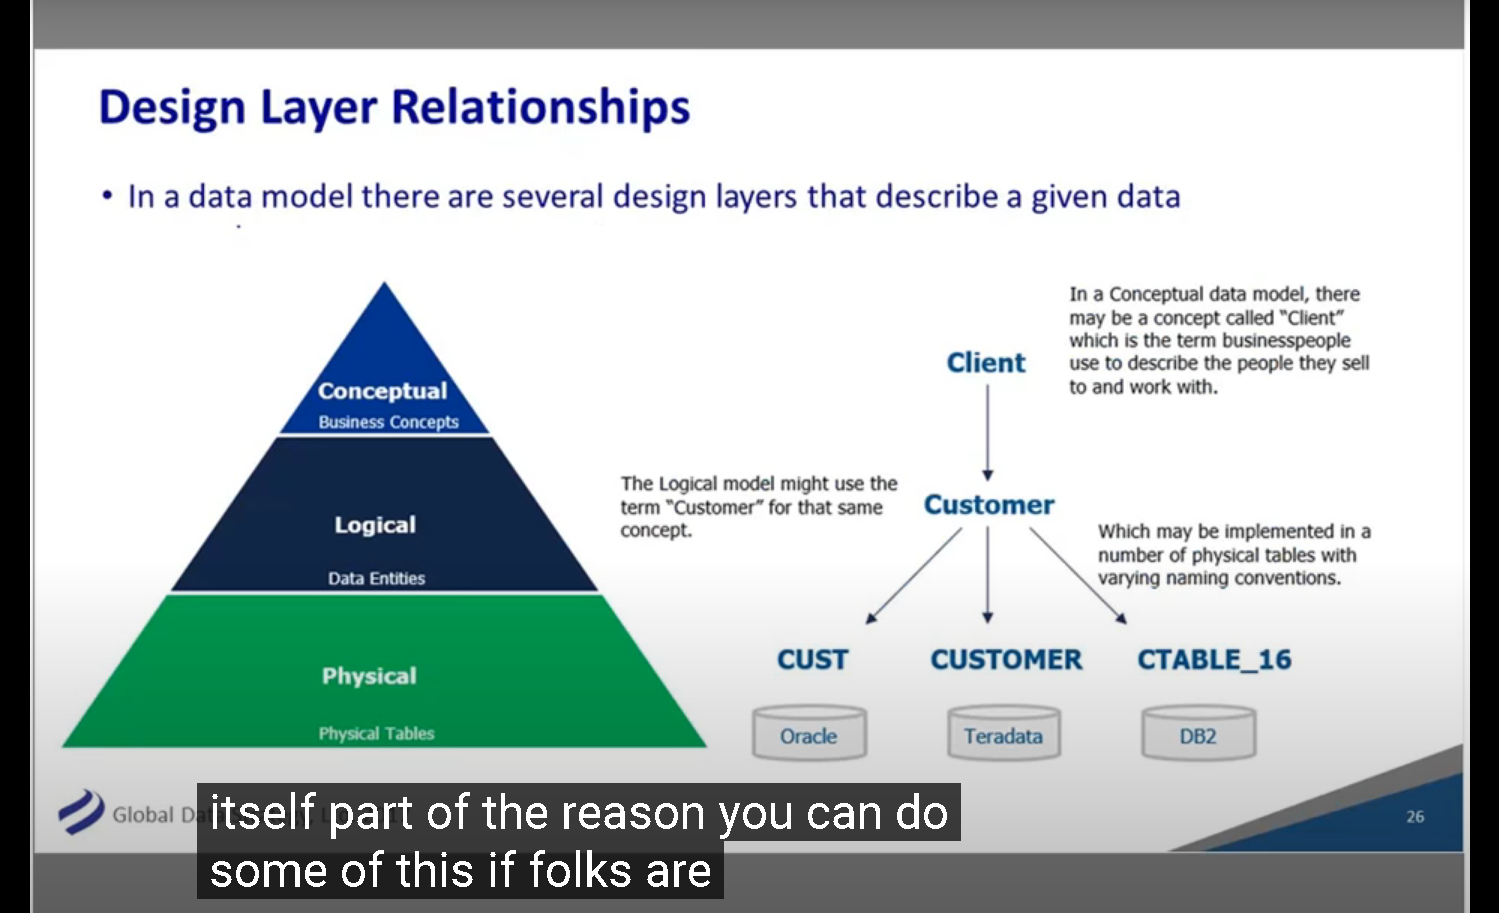 Design Layer Relationships
• In a data model there are several design layers that describe a given data
In a Conceptual data model, there
may be a concept called "Client"
which is the term businesspeople
use to describe the people they sell
to and work with.
Client
Conceptual
Business Concepts
The Logical model might use the
term "Customer" for that same
concept.
Customer
Which may be implemented in a
number of physical tables with
varying naming conventions.
Logical
Data Entities
CUST
CUSTOMER
CTABLE_16
Physical
Physical Tables
Oracle
Teradata
DB2
Global
26
itself part of the reason you can do
some of this if folks are